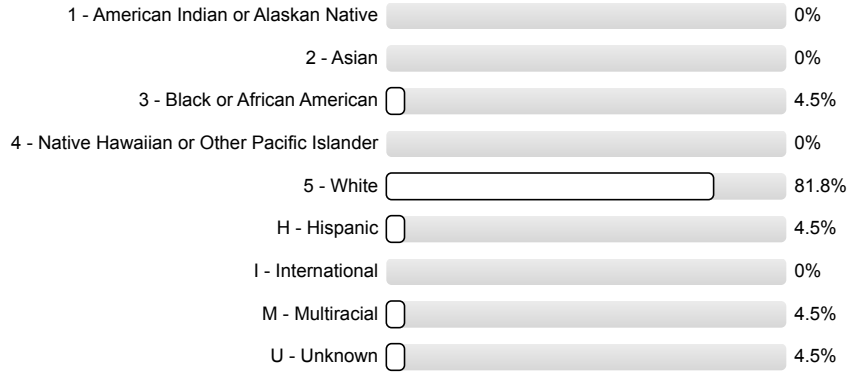 1 - American Indian or Alaskan Native 0%
2 - Asian 0%
3 - Black or African American 4.5%
4 - Native Hawaiian or Other Pacific Islander 0%
5 - White 81.8%
H - Hispanic 4.5%
I - International 0%
M - Multiracial 4.5%
U - Unknown 4.5%